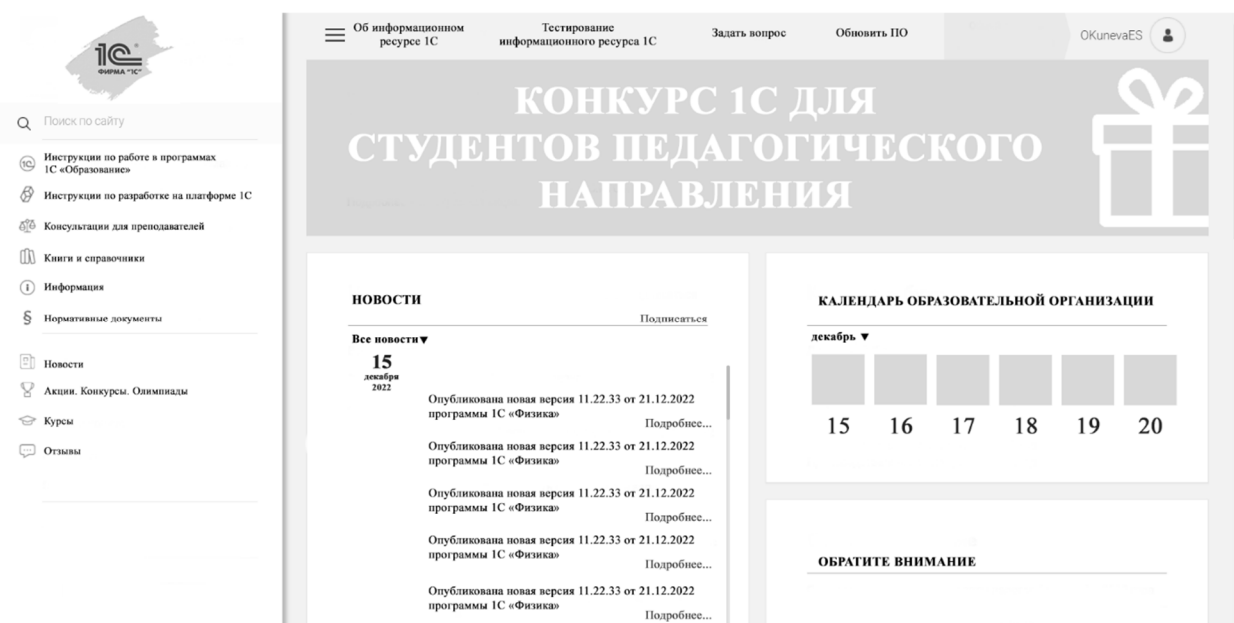 1С
ФИРМА "1С"
Поиск по сайту
1С
Инструкции по работе в программах
1С «Образование»
Инструкции по разработке на платформе 1С
Консультации для преподавателей
Книги и справочники
Информация
§ Нормативные документы
Новости
Акции. Конкурсы. Олимпиады
Курсы
Отзывы
Об информационном
ресурсе 1С
Тестирование
информационного ресурса 1С
Задать вопрос
Обновить ПО
OKunevaES
КОНКУРС 1С ДЛЯ
СТУДЕНТОВ ПЕДАГОГИЧЕСКОГО
НАПРАВЛЕНИЯ
НОВОСТИ
Подписаться
Все новости▼
15
декабря
2022
Опубликована новая версия 11.22.33 от 21.12.2022
программы 1С «Физика»
Подробнее...
Опубликована новая версия 11.22.33 от 21.12.2022
программы 1С «Физика»
Подробнее...
Опубликована новая версия 11.22.33 от 21.12.2022
программы 1С «Физика»
Подробнее...
Опубликована новая версия 11.22.33 от 21.12.2022
программы 1С «Физика»
Подробнее...
Опубликована новая версия 11.22.33 от 21.12.2022
программы 1С «Физика»
Подробнее...
КАЛЕНДАРЬ ОБРАЗОВАТЕЛЬНОЙ ОРГАНИЗАЦИИ
декабрь ▼
15 16 17 18 19 20
ОБРАТИТЕ ВНИМАНИЕ